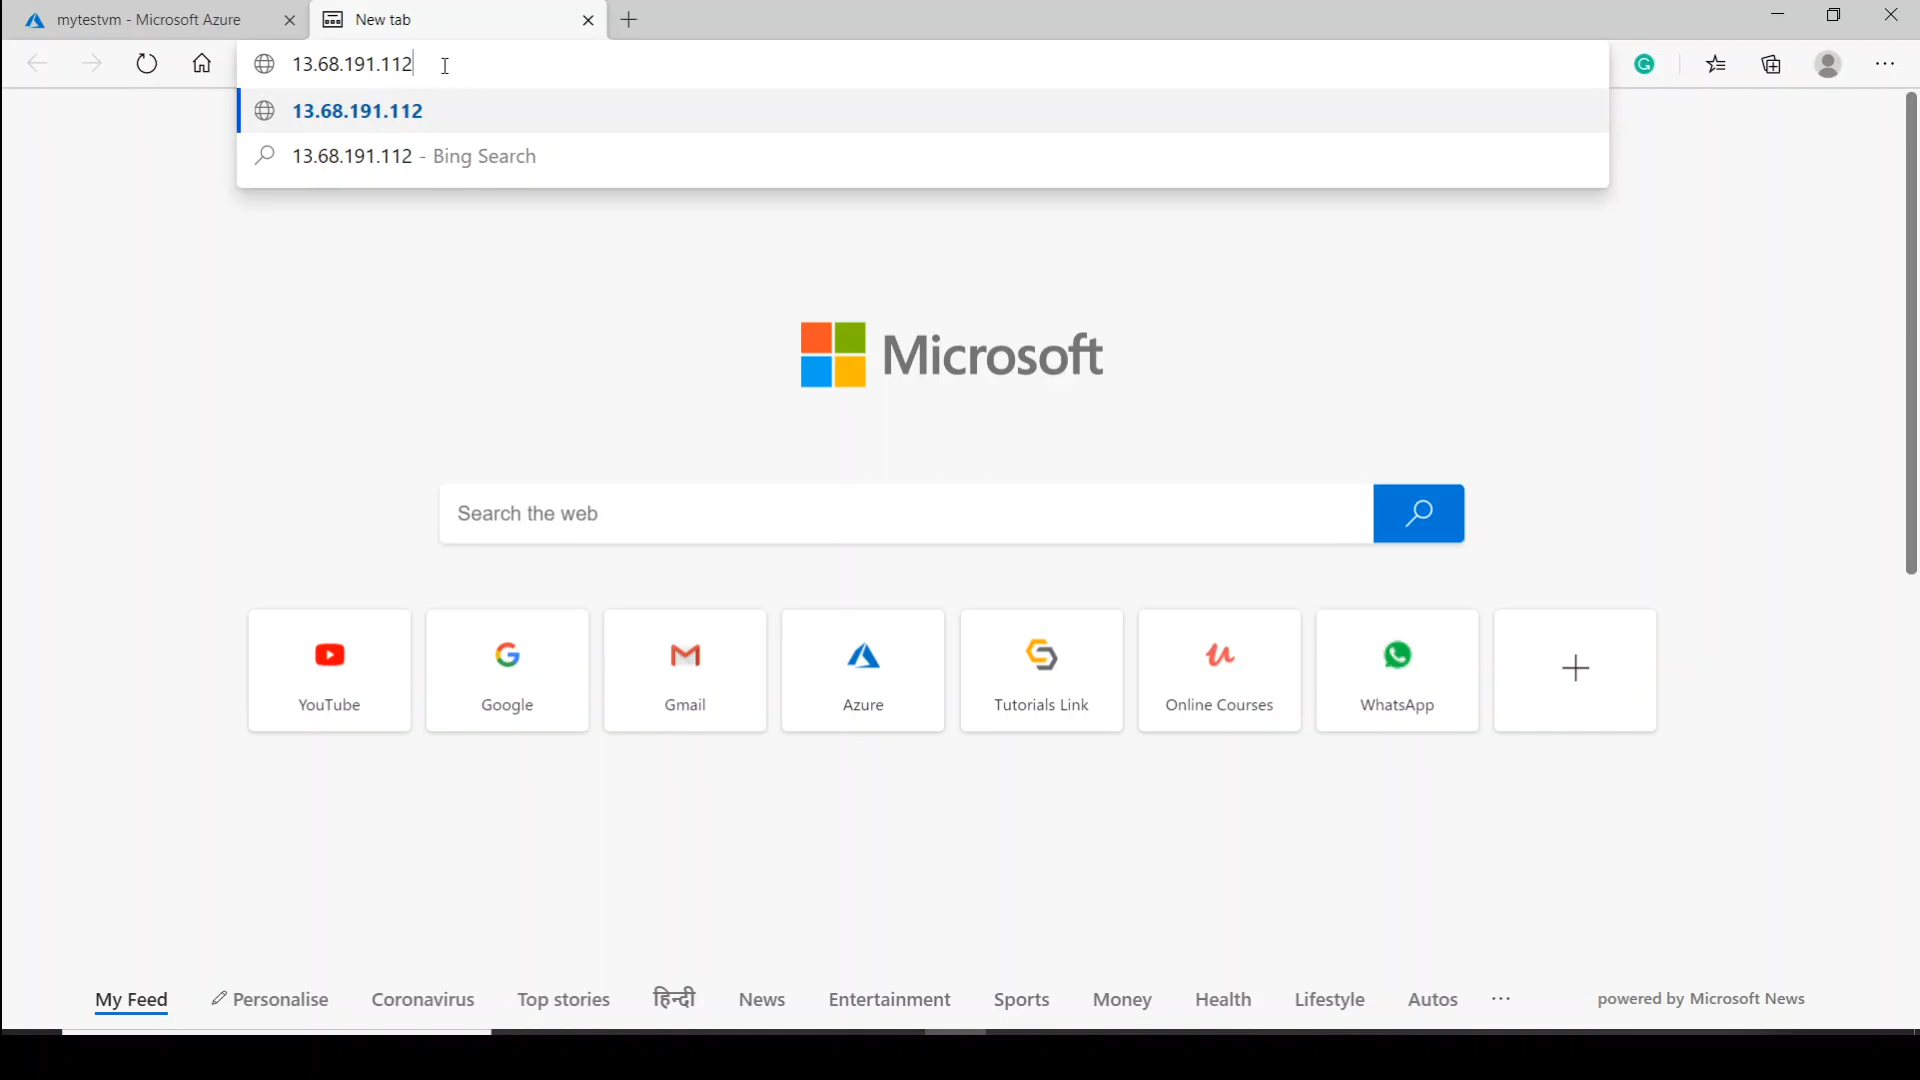 mytestvm - Microsoft Azure
New tab
13.68.191.112
13.68.191.112
13.68.191.112 - Bing Search
Microsoft
Search the web
YouTube
Google
Gmail
Azure
Tutorials Link
Online Courses
WhatsApp
My Feed
Personalise
Coronavirus
Top stories
हिन्दी
News
Entertainment
Sports
Money
Health
Lifestyle
Autos
powered by Microsoft News